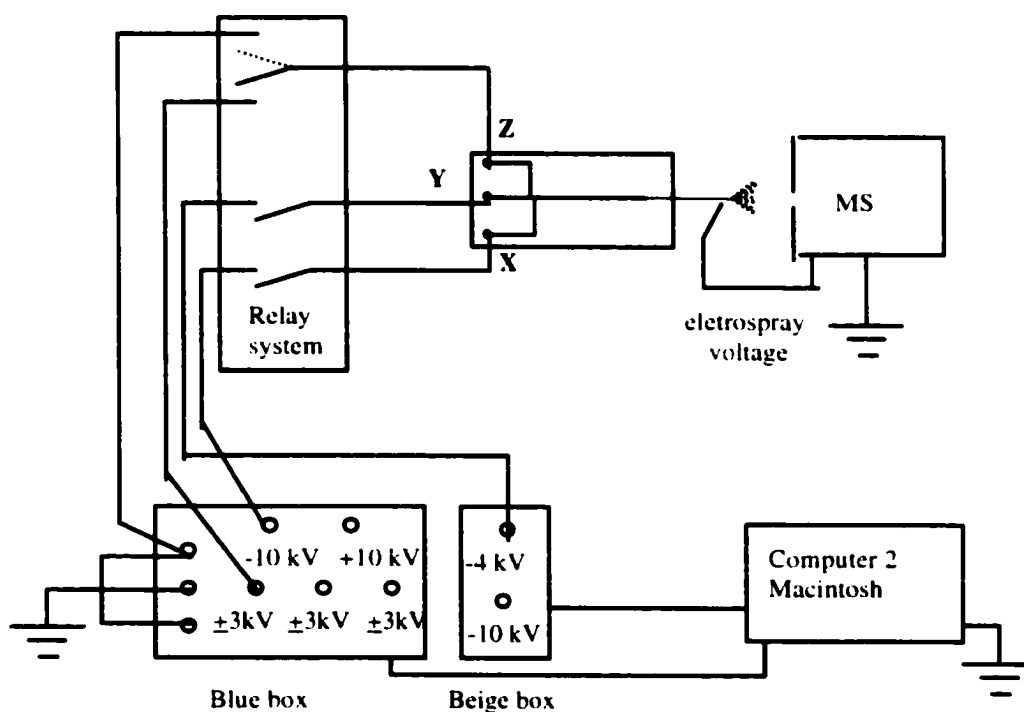 Z
Y
MS
X
Relay
system
eletrospray
voltage
-10 kV +10 kV
±3kV ±3kV ±3kV
-4 kV
-10 kV
Computer 2
Macintosh
Blue box
Beige box